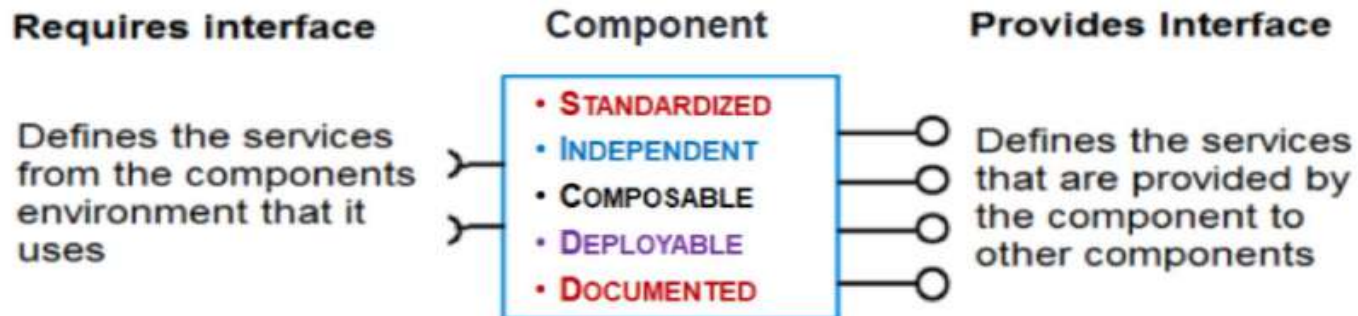 Requires interface
Component
Provides Interface
Defines the services
from the components
environment that it
uses
• STANDARDIZED
• INDEPENDENT
• COMPOSABLE
• DEPLOYABLE
• DOCUMENTED
Defines the services
that are provided by
the component to
other components